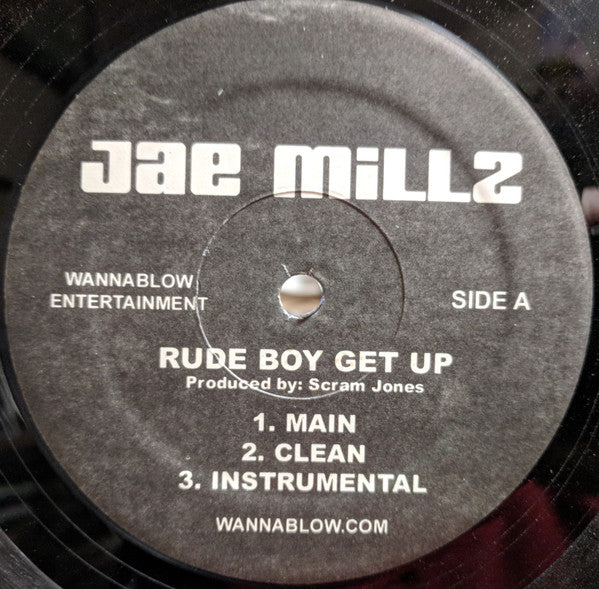 Jae MiLLZ
WANNABLOW
ENTERTAINMENT
SIDE A
RUDE BOY GET UP
Produced by: Scram Jones
1. MAIN
2. CLEAN
3. INSTRUMENTAL
WANNABLOW.COM